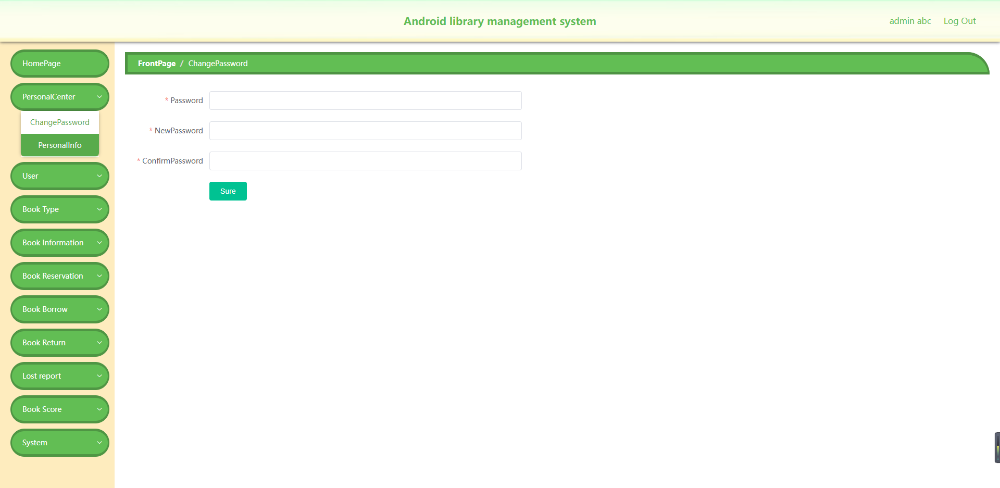 Android library management system
admin abc
Log Out
HomePage
PersonalCenter
ChangePassword
PersonalInfo
User
Book Type
Book Information
Book Reservation
Book Borrow
Book Return
Lost report
Book Score
System
FrontPage / ChangePassword
* Password
* NewPassword
* ConfirmPassword
Sure